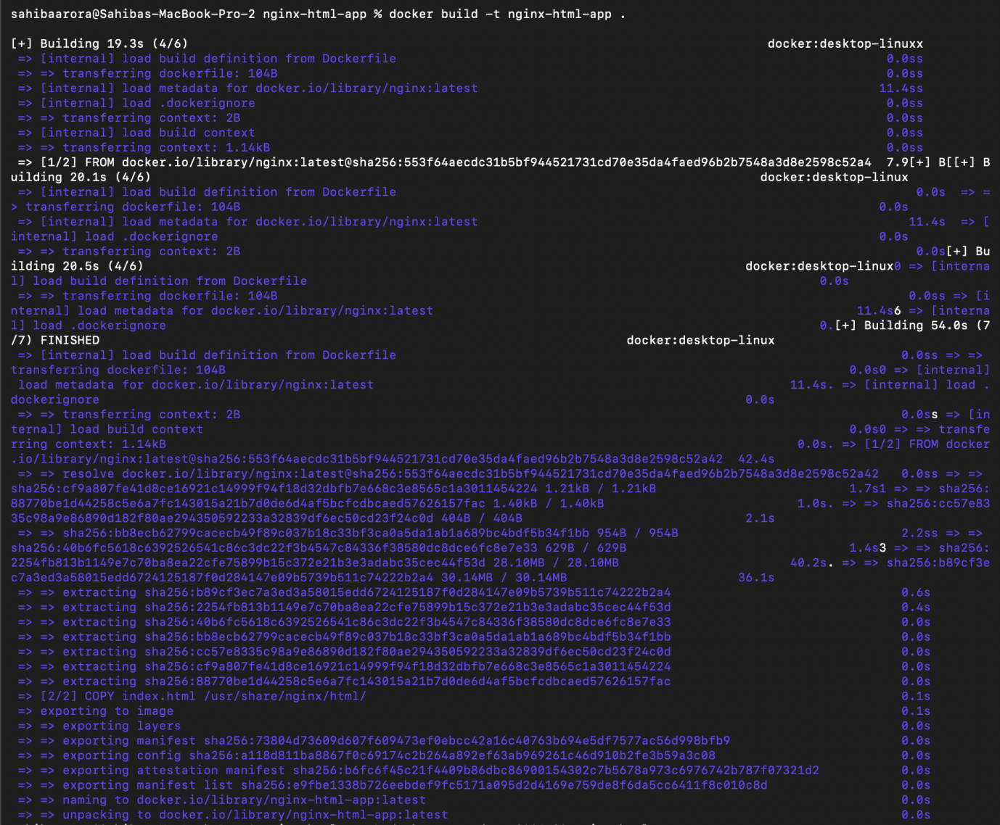 sahibaarora@Sahibas-MacBook-Pro-2 nginx-html-app % docker build -t nginx-html-app .
[+] Building 19.3s (4/6) docker:desktop-linuxx
=> [internal] load build definition from Dockerfile 0.0ss
=> => transferring dockerfile: 104B 0.0ss
=> [internal] load metadata for docker.io/library/nginx:latest 11.4ss
=> [internal] load .dockerignore 0.0ss
=> => transferring context: 2B 0.0ss
=> [internal] load build context 0.0ss
=> => transferring context: 1.14kB 0.0ss
=> [1/2] FROM docker.io/library/nginx:latest@sha256:553f64aecdc31b5bf944521731cd70e35da4faed96b2b7548a3d8e2598c52a4 7.9[+] B[[+] B
uilding 20.1s (4/6) docker:desktop-linux
=> [internal] load build definition from Dockerfile 0.0s => =
> transferring dockerfile: 104B 0.0s
=> [internal] load metadata for docker.io/library/nginx:latest 11.4s => [
internal] load .dockerignore 0.0s
=> => transferring context: 2B 0.0s[+] Bu
ilding 20.5s (4/6) docker:desktop-linux0 => [interna
l] load build definition from Dockerfile 0.0s
=> => transferring dockerfile: 104B 0.0ss => [i
nternal] load metadata for docker.io/library/nginx:latest 11.4s6 => [interna
l] load .dockerignore 0.[+] Building 54.0s (7
/7) FINISHED docker:desktop-linux
=> [internal] load build definition from Dockerfile 0.0ss => =>
transferring dockerfile: 104B 0.0s0 => [internal]
load metadata for docker.io/library/nginx:latest 11.4s. => [internal] load .
dockerignore 0.0s
=> => transferring context: 2B 0.0ss => [in
ternal] load build context 0.0s0 => => transfe
rring context: 1.14kB 0.0s. => [1/2] FROM docker
.io/library/nginx:latest@sha256:553f64aecdc31b5bf944521731cd70e35da4faed96b2b7548a3d8e2598c52a42 42.4s
=> => resolve docker.io/library/nginx:latest@sha256:553f64aecdc31b5bf944521731cd70e35da4faed96b2b7548a3d8e2598c52a42 0.0ss => =>
sha256:cf9a807fe41d8ce16921c14999f94f18d32dbfb7e668c3e8565c1a3011454224 1.21kB / 1.21kB 1.7s1 => => sha256:
88770be1d44258c5e6a7fc143015a21b7d0de6d4af5bcfcdbcaed57626157fac 1.40kB / 1.40kB 1.0s. => => sha256:cc57e83
35c98a9e86890d182f80ae294350592233a32839df6ec50cd23f24c0d 404B / 404B 2.1s
=> => sha256:bb8ecb62799cacecb49f89c037b18c33bf3ca0a5da1ab1a689bc4bdf5b34f1bb 954B / 954B 2.2ss => =>
sha256:40b6fc5618c6392526541c86c3dc22f3b4547c84336f38580dc8dce6fc8e7e33 629B / 629B 1.4s3 => => sha256:
2254fb813b1149e7c70ba8ea22cfe75899b15c372e21b3e3adabc35cec44f53d 28.10MB / 28.10MB 40.2s. => => sha256:b89cf3e
c7a3ed3a58015edd6724125187f0d284147e09b5739b511c74222b2a4 30.14MB / 30.14MB 36.1s
=> => extracting sha256:b89cf3ec7a3ed3a58015edd6724125187f0d284147e09b5739b511c74222b2a4 0.6s
=> => extracting sha256:2254fb813b1149e7c70ba8ea22cfe75899b15c372e21b3e3adabc35cec44f53d 0.4s
=> => extracting sha256:40b6fc5618c6392526541c86c3dc22f3b4547c84336f38580dc8dce6fc8e7e33 0.0s
=> => extracting sha256:bb8ecb62799cacecb49f89c037b18c33bf3ca0a5da1ab1a689bc4bdf5b34f1bb 0.0s
=> => extracting sha256:cc57e8335c98a9e86890d182f80ae294350592233a32839df6ec50cd23f24c0d 0.0s
=> => extracting sha256:cf9a807fe41d8ce16921c14999f94f18d32dbfb7e668c3e8565c1a3011454224 0.0s
=> => extracting sha256:88770be1d44258c5e6a7fc143015a21b7d0de6d4af5bcfcdbcaed57626157fac 0.0s
=> [2/2] COPY index.html /usr/share/nginx/html/ 0.1s
=> exporting to image 0.1s
=> => exporting layers 0.0s
=> => exporting manifest sha256:73804d73609d607f609473ef0ebcc42a16c40763b694e5df7577ac56d998bfb9 0.0s
=> => exporting config sha256:a118d811ba8867f0c69174c2b264a892ef63ab969261c46d910b2fe3b59a3c08 0.0s
=> => exporting attestation manifest sha256:b6fc6f45c21f4409b86dbc86900154302c7b5678a973c6976742b787f07321d2 0.0s
=> => exporting manifest list sha256:e9fbe1338b726eebdef9fc5171a095d2d4169e759de8f6da5cc6411f8c010c8d 0.0s
=> => naming to docker.io/library/nginx-html-app:latest 0.0s
=> => unpacking to docker.io/library/nginx-html-app:latest 0.0s